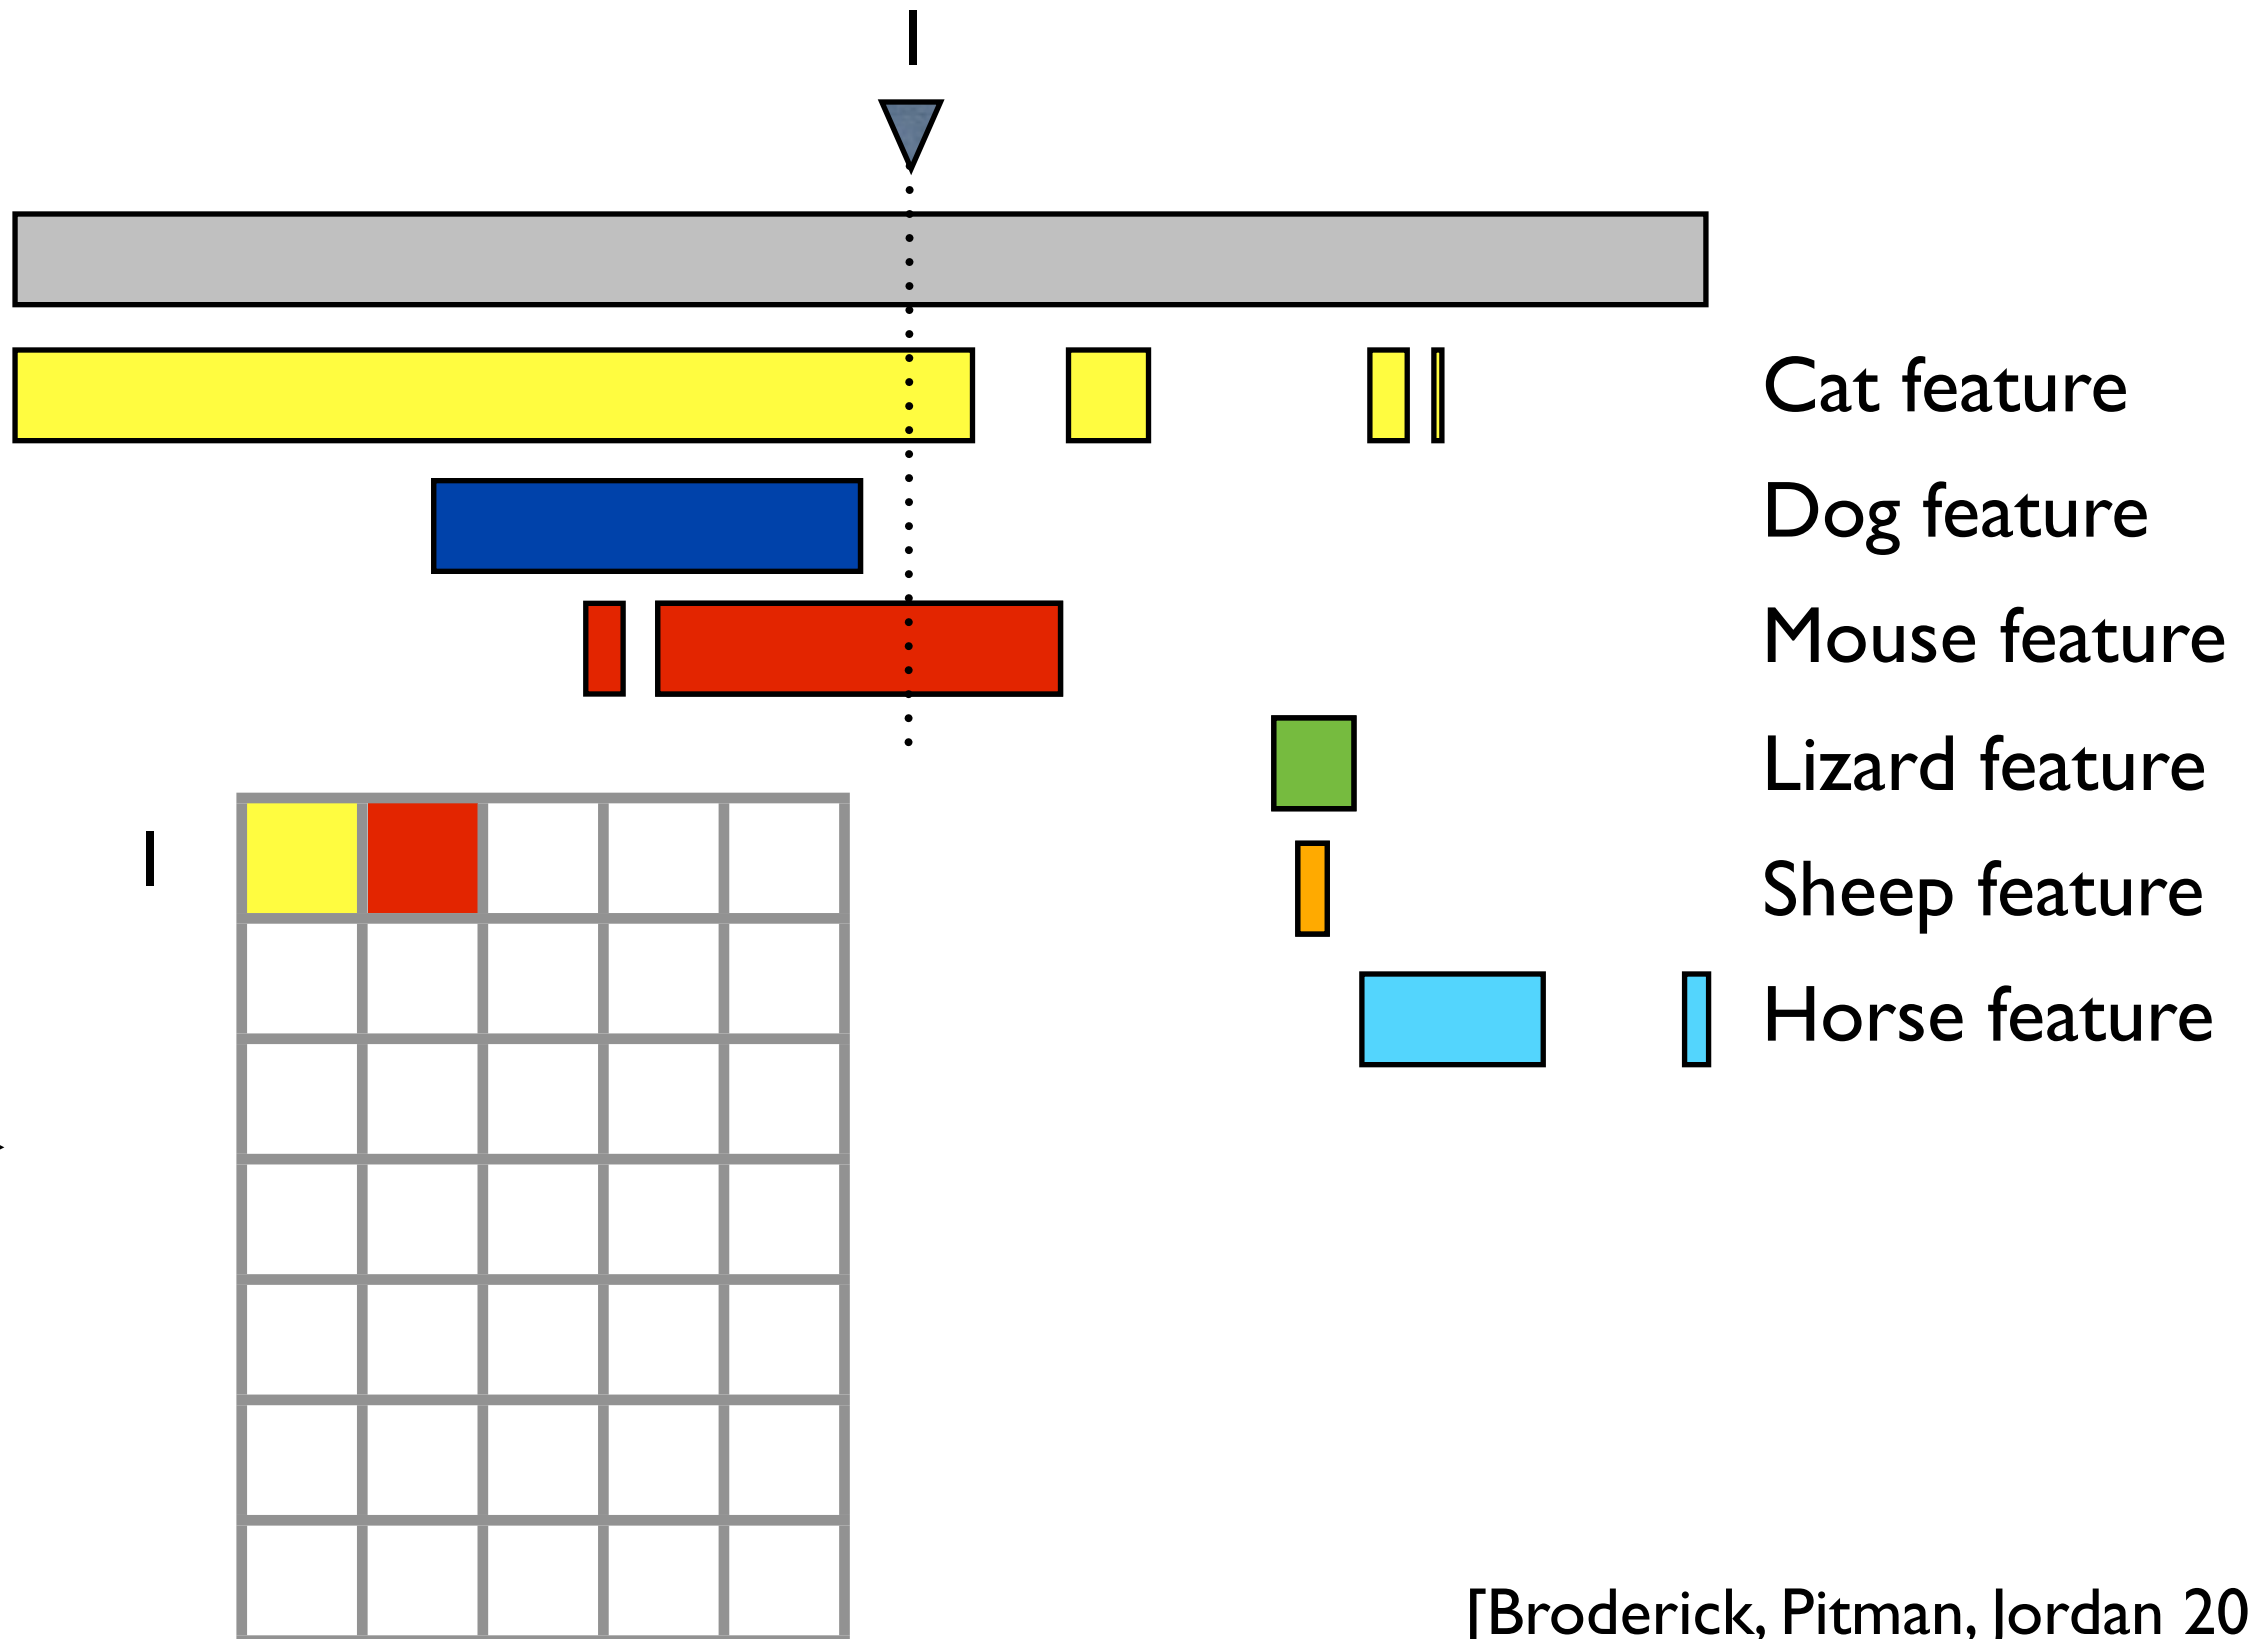 1
Cat feature
Dog feature
Mouse feature
Lizard feature
1
Sheep feature
Horse feature
[Broderick, Pitman, Jordan 20